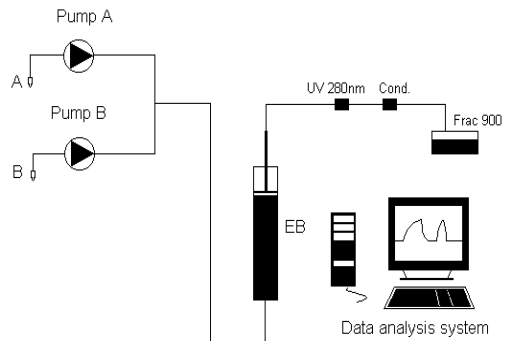 Pump A
A
Pump B
B
UV 280nm
Cond.
Frac 900
EB
Data analysis system